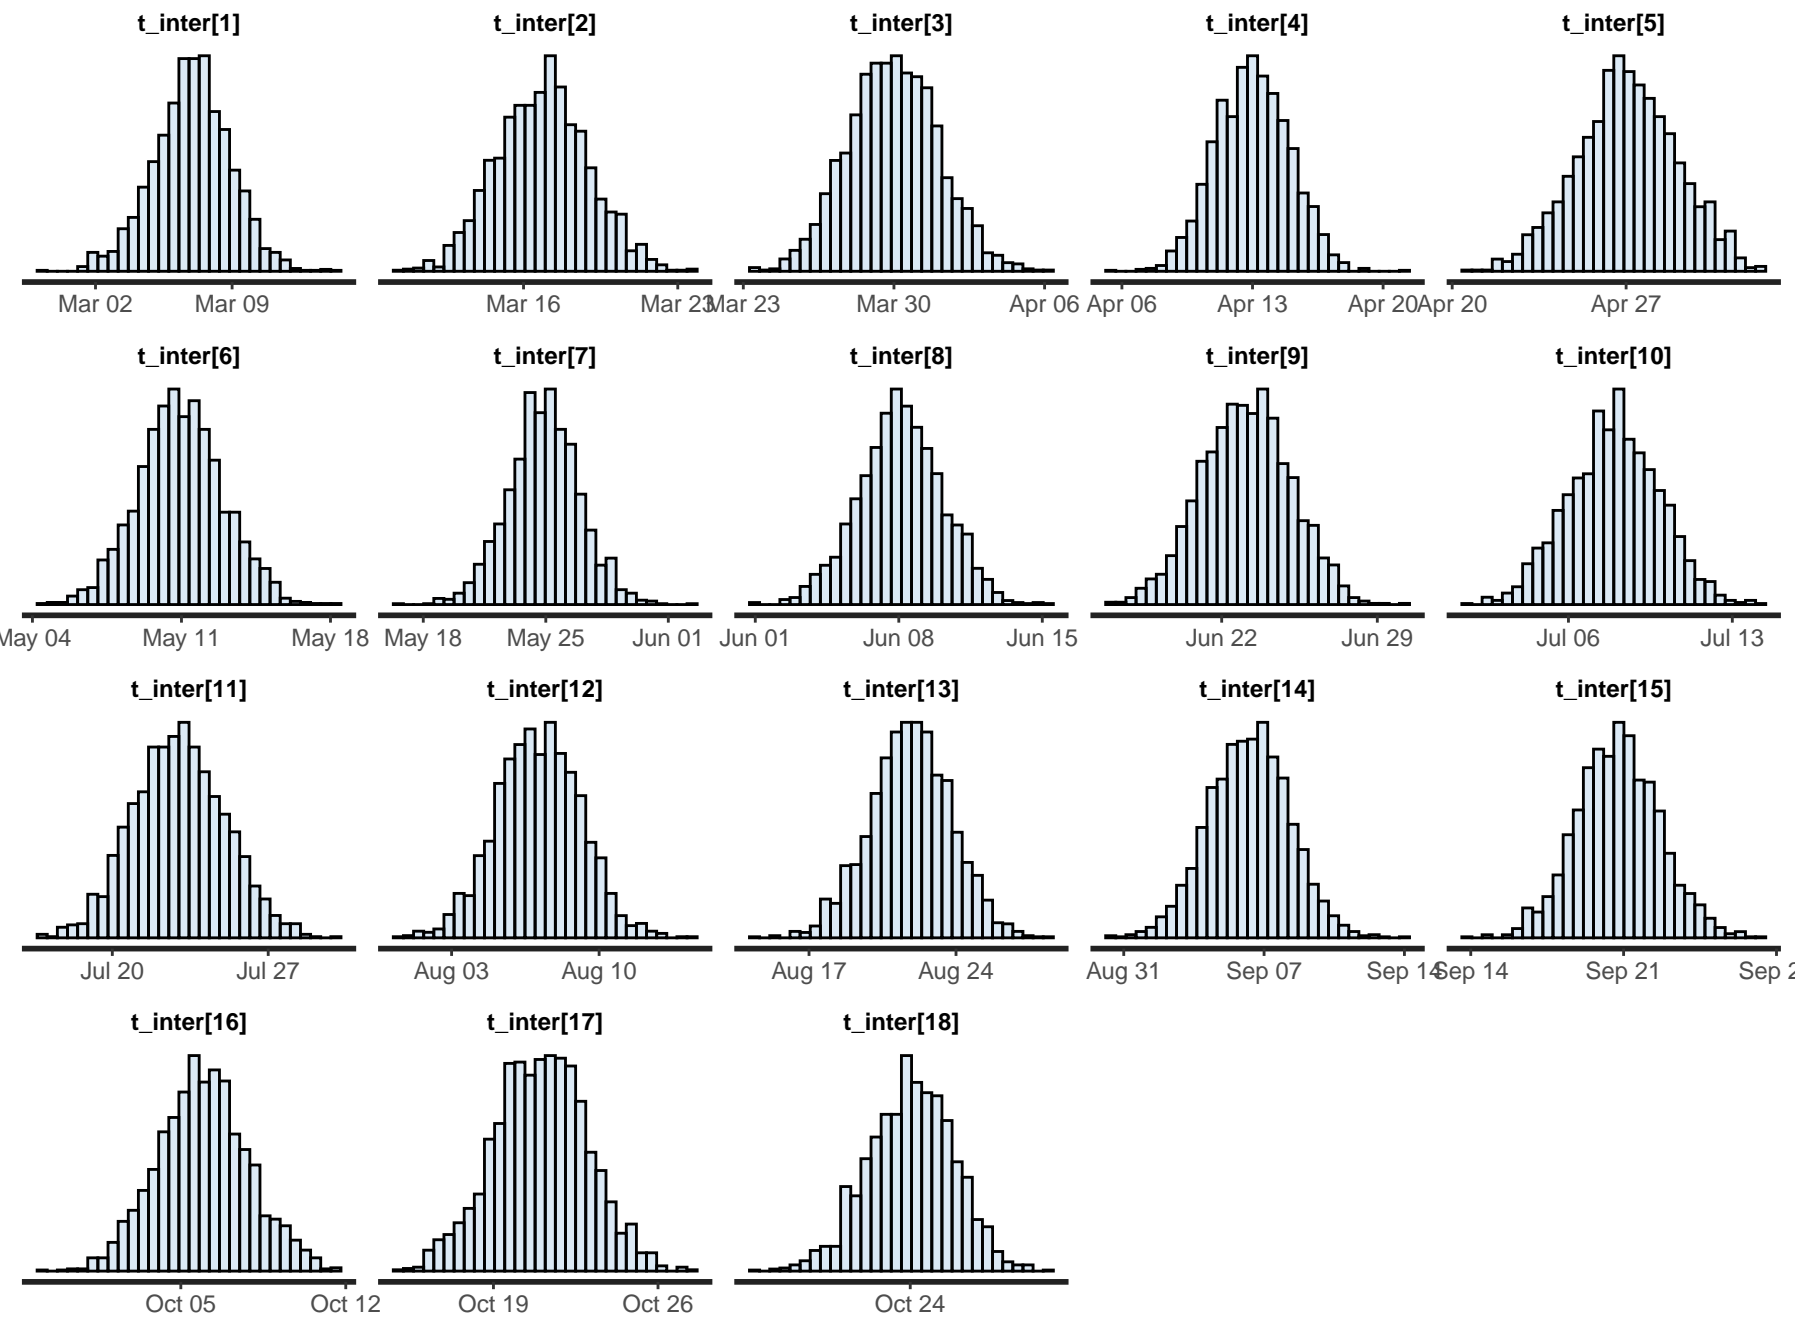 t_inter[1] t_inter[2] t_inter[3] t_inter[4] t_inter[5]
Mar 02 Mar 09 Mar 16 Mar 23 Mar 23 Mar 30 Apr 06 Apr 06 Apr 13 Apr 20 Apr 20 Apr 27
t_inter[6] t_inter[7] t_inter[8] t_inter[9] t_inter[10]
May 04 May 11 May 18 May 18 May 25 Jun 01 Jun 01 Jun 08 Jun 15 Jun 22 Jun 29 Jul 06 Jul 13
t_inter[11] t_inter[12] t_inter[13] t_inter[14] t_inter[15]
Jul 20 Jul 27 Aug 03 Aug 10 Aug 17 Aug 24 Aug 31 Sep 07 Sep 14 Sep 14 Sep 21 Sep 2
t_inter[16] t_inter[17] t_inter[18]
Oct 05 Oct 12 Oct 19 Oct 26 Oct 24